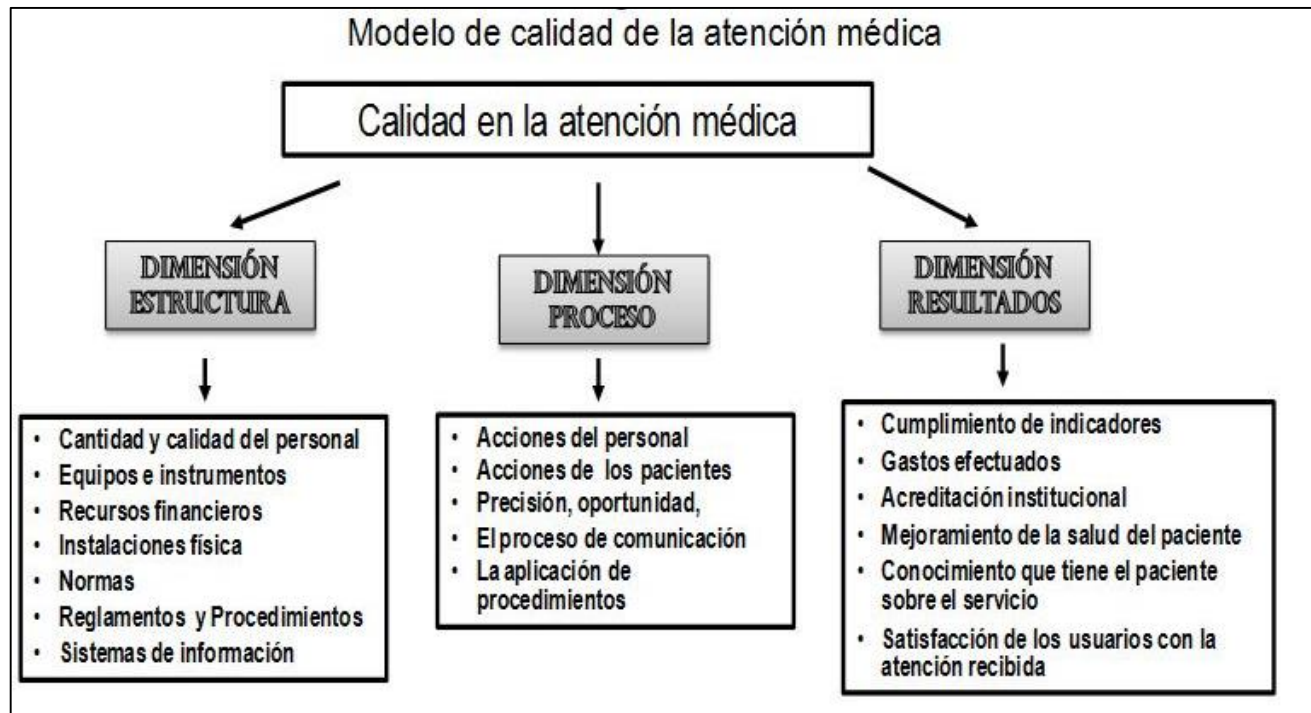 Modelo de calidad de la atención médica
Calidad en la atención médica
DIMENSIÓN
ESTRUCTURA
• Cantidad y calidad del personal
• Equipos e instrumentos
• Recursos financieros
• Instalaciones física
• Normas
• Reglamentos y Procedimientos
• Sistemas de información
DIMENSIÓN
PROCESO
• Acciones del personal
• Acciones de los pacientes
• Precisión, oportunidad,
• El proceso de comunicación
• La aplicación de
procedimientos
DIMENSIÓN
RESULTADOS
• Cumplimiento de indicadores
• Gastos efectuados
• Acreditación institucional
• Mejoramiento de la salud del paciente
• Conocimiento que tiene el paciente
sobre el servicio
• Satisfacción de los usuarios con la
atención recibida